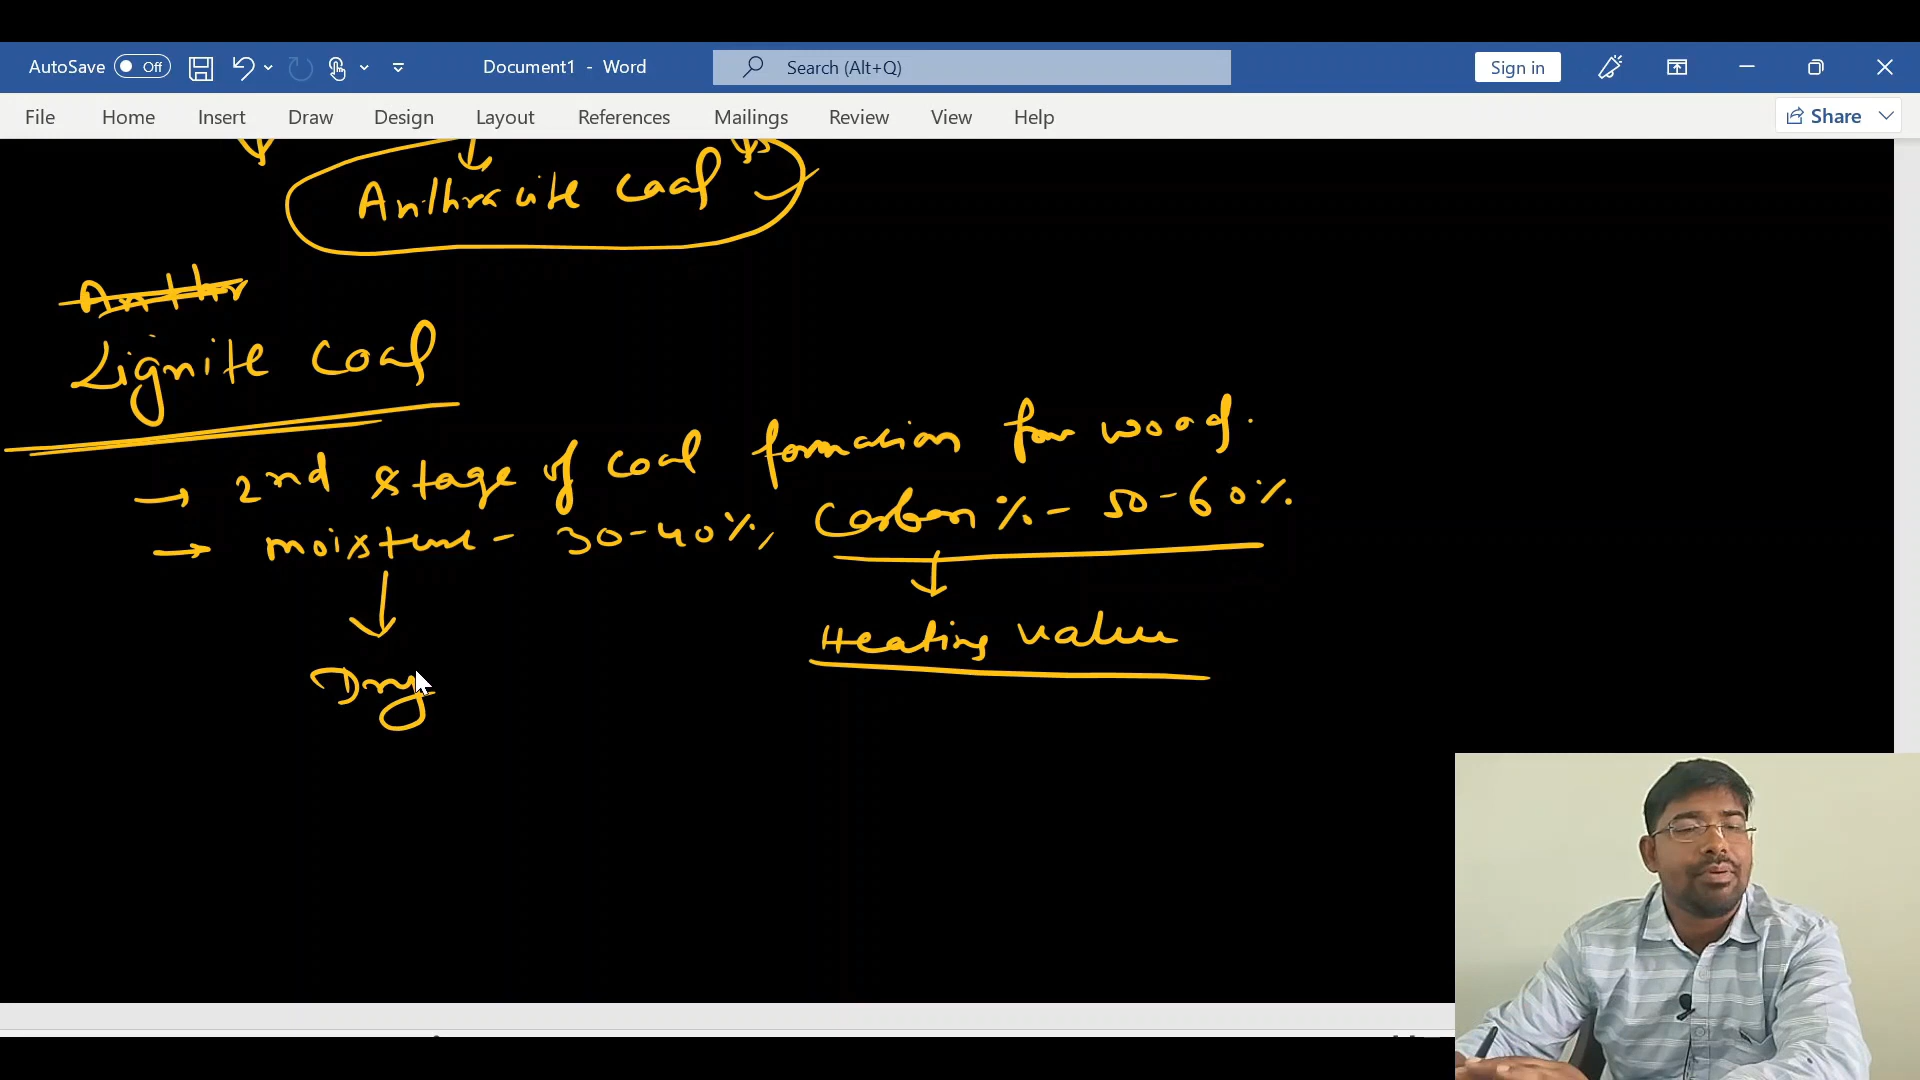 AutoSave Off Document1 - Word Search (Alt+Q) Sign in
File Home Insert Draw Design Layout References Mailings Review View Help Share
Anthracite coal
Anthr
Lignite coal
→ 2nd stage of coal formation from wood.
→ moisture - 30-40%, Carbon % - 50-60%
Heating value
Dry